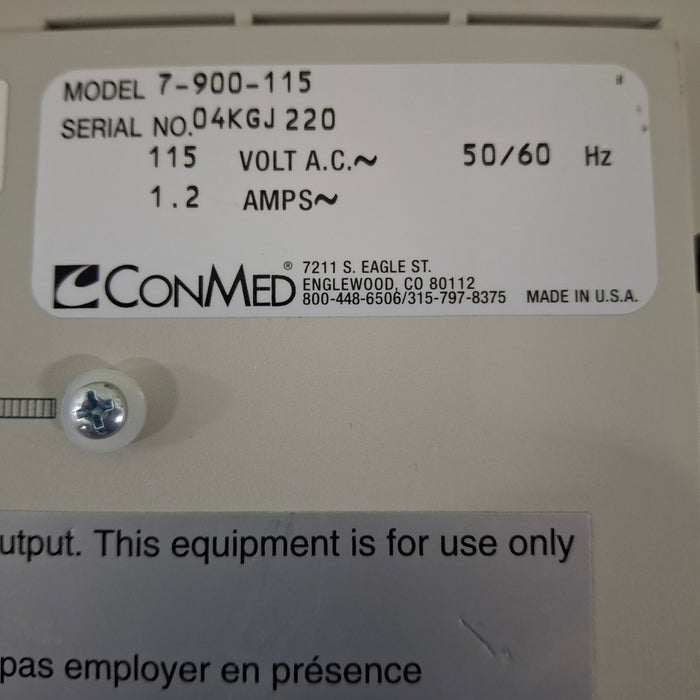 MODEL 7-900-115
SERIAL NO. 04KGJ 220
115 VOLT A.C.~ 50/60 Hz
1.2 AMPS~
CONMED® 7211 S. EAGLE ST.
ENGLEWOOD, CO 80112
800-448-6506/315-797-8375 MADE IN U.S.A.
utput. This equipment is for use only
pas employer en présence